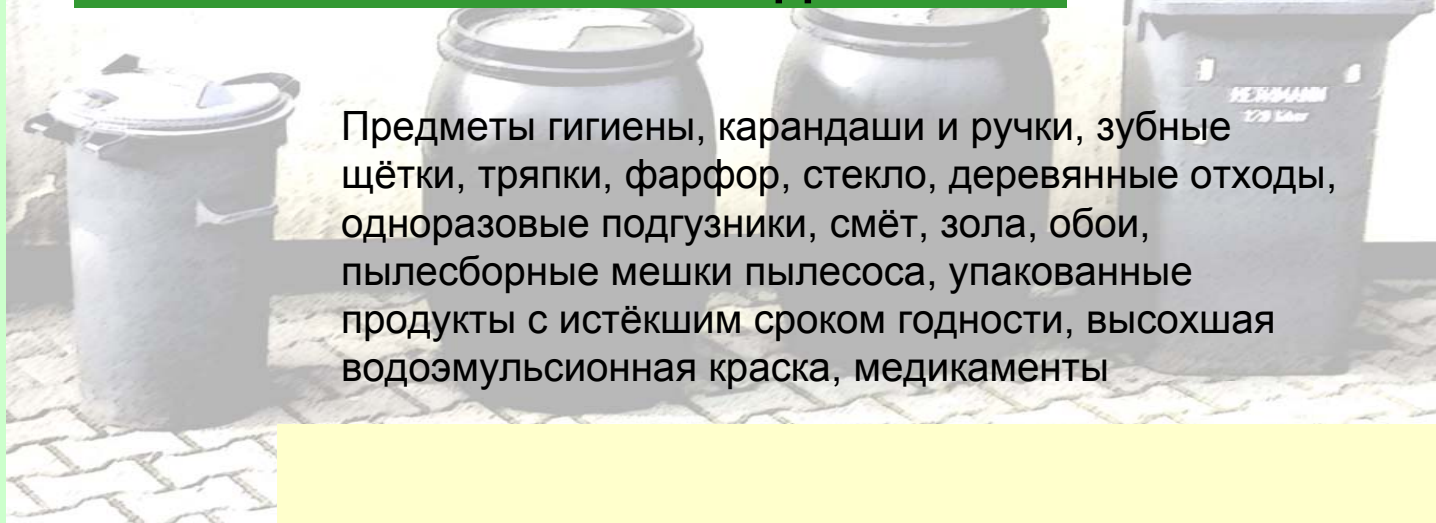 Предметы гигиены, карандаши и ручки, зубные
щётки, тряпки, фарфор, стекло, деревянные отходы,
одноразовые подгузники, смёт, зола, обои,
пылесборные мешки пылесоса, упакованные
продукты с истёкшим сроком годности, высохшая
водоэмульсионная краска, медикаменты